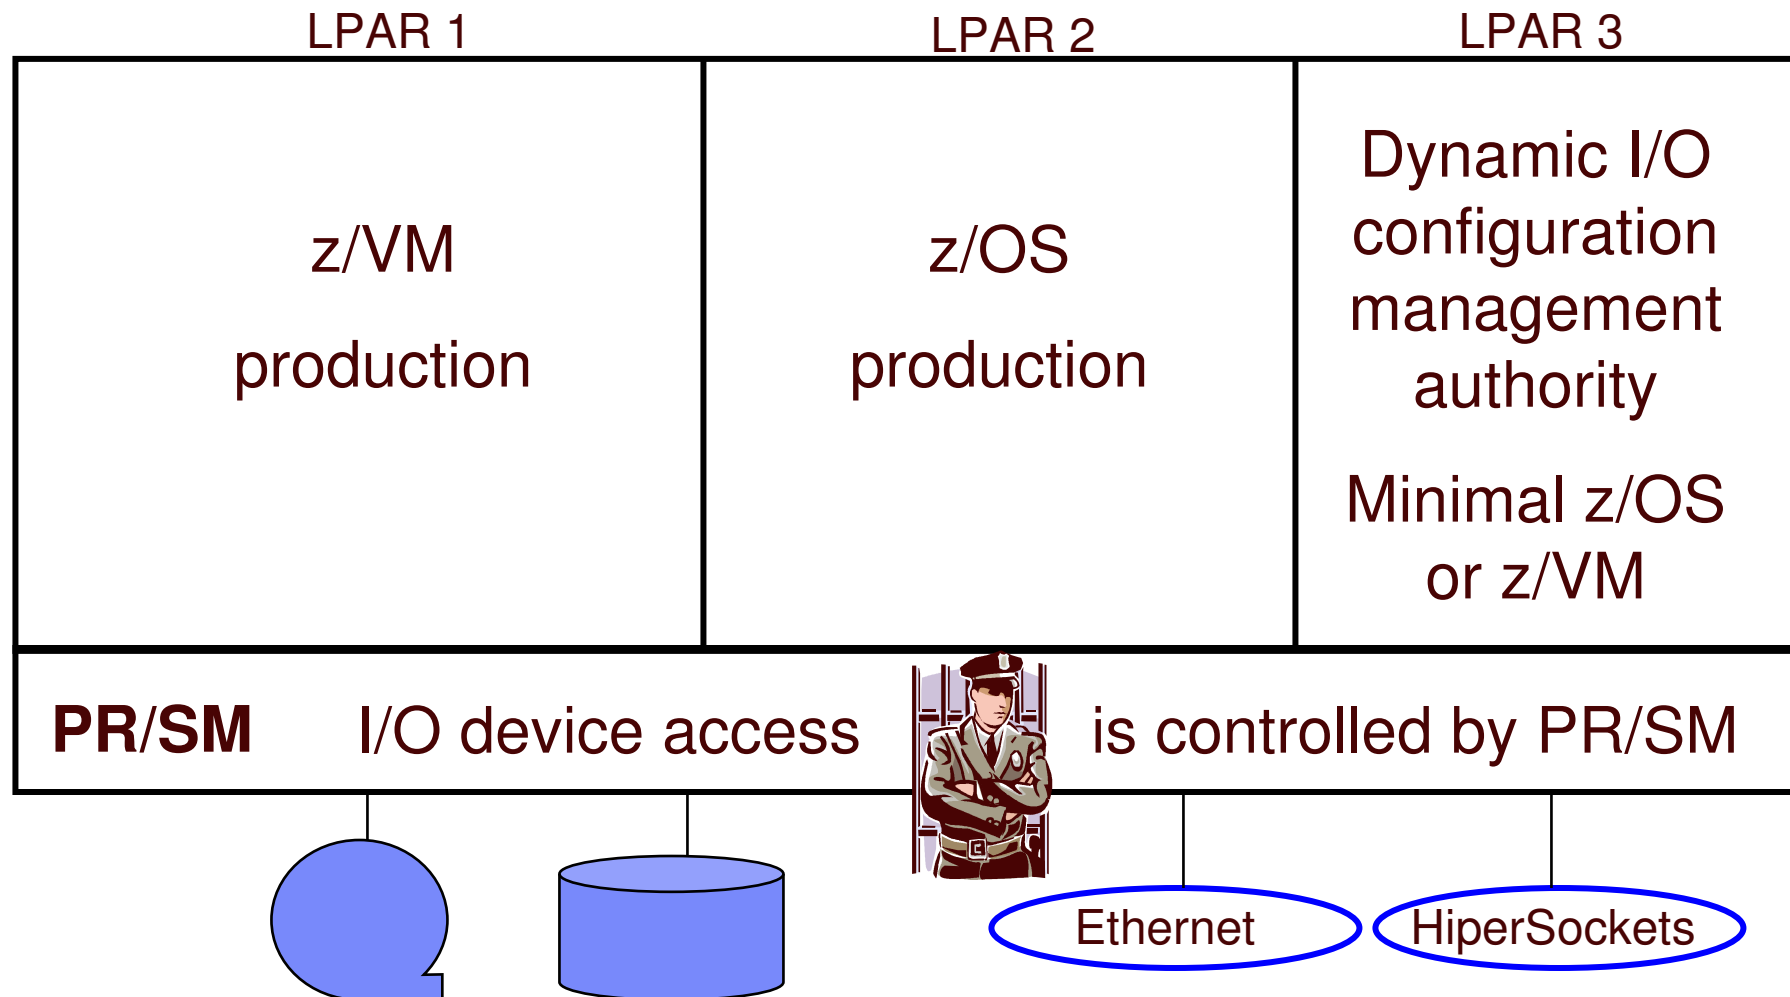 LPAR 1
LPAR 2
LPAR 3
z/VM
production
z/OS
production
Dynamic I/O
configuration
management
authority
Minimal z/OS
or z/VM
PR/SM I/O device access is controlled by PR/SM
Ethernet
HiperSockets